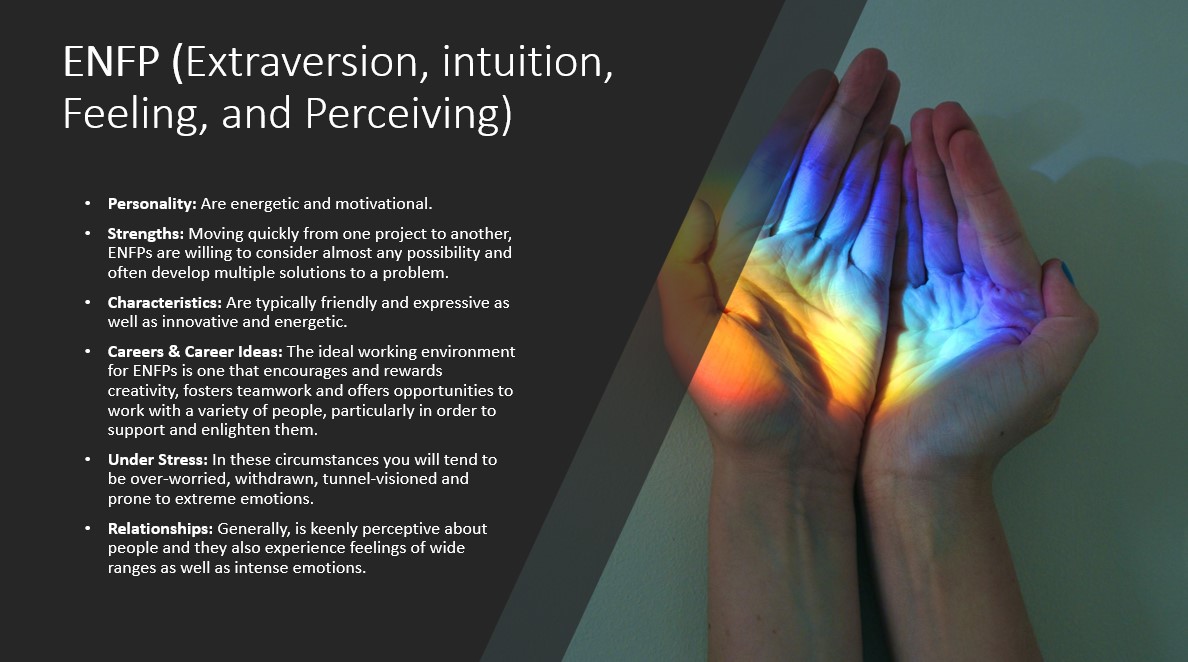 ENFP (Extraversion, intuition,
Feeling, and Perceiving)
• Personality: Are energetic and motivational.
• Strengths: Moving quickly from one project to another,
ENFPs are willing to consider almost any possibility and
often develop multiple solutions to a problem.
• Characteristics: Are typically friendly and expressive as
well as innovative and energetic.
• Careers & Career Ideas: The ideal working environment
for ENFPs is one that encourages and rewards
creativity, fosters teamwork and offers opportunities to
work with a variety of people, particularly in order to
support and enlighten them.
• Under Stress: In these circumstances you will tend to
be over-worried, withdrawn, tunnel-visioned and
prone to extreme emotions.
• Relationships: Generally, is keenly perceptive about
people and they also experience feelings of wide
ranges as well as intense emotions.